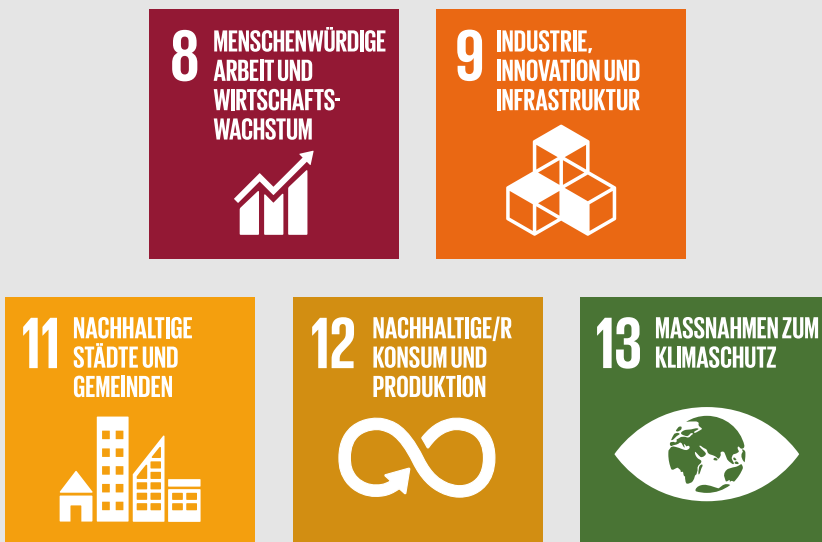 8 MENSCHENWÜRDIGE
ARBEIT UND
WIRTSCHAFTS-
WACHSTUM
9 INDUSTRIE,
INNOVATION UND
INFRASTRUKTUR
11 NACHHALTIGE
STÄDTE UND
GEMEINDEN
12 NACHHALTIGE/R
KONSUM UND
PRODUKTION
13 MASSNAHMEN ZUM
KLIMASCHUTZ